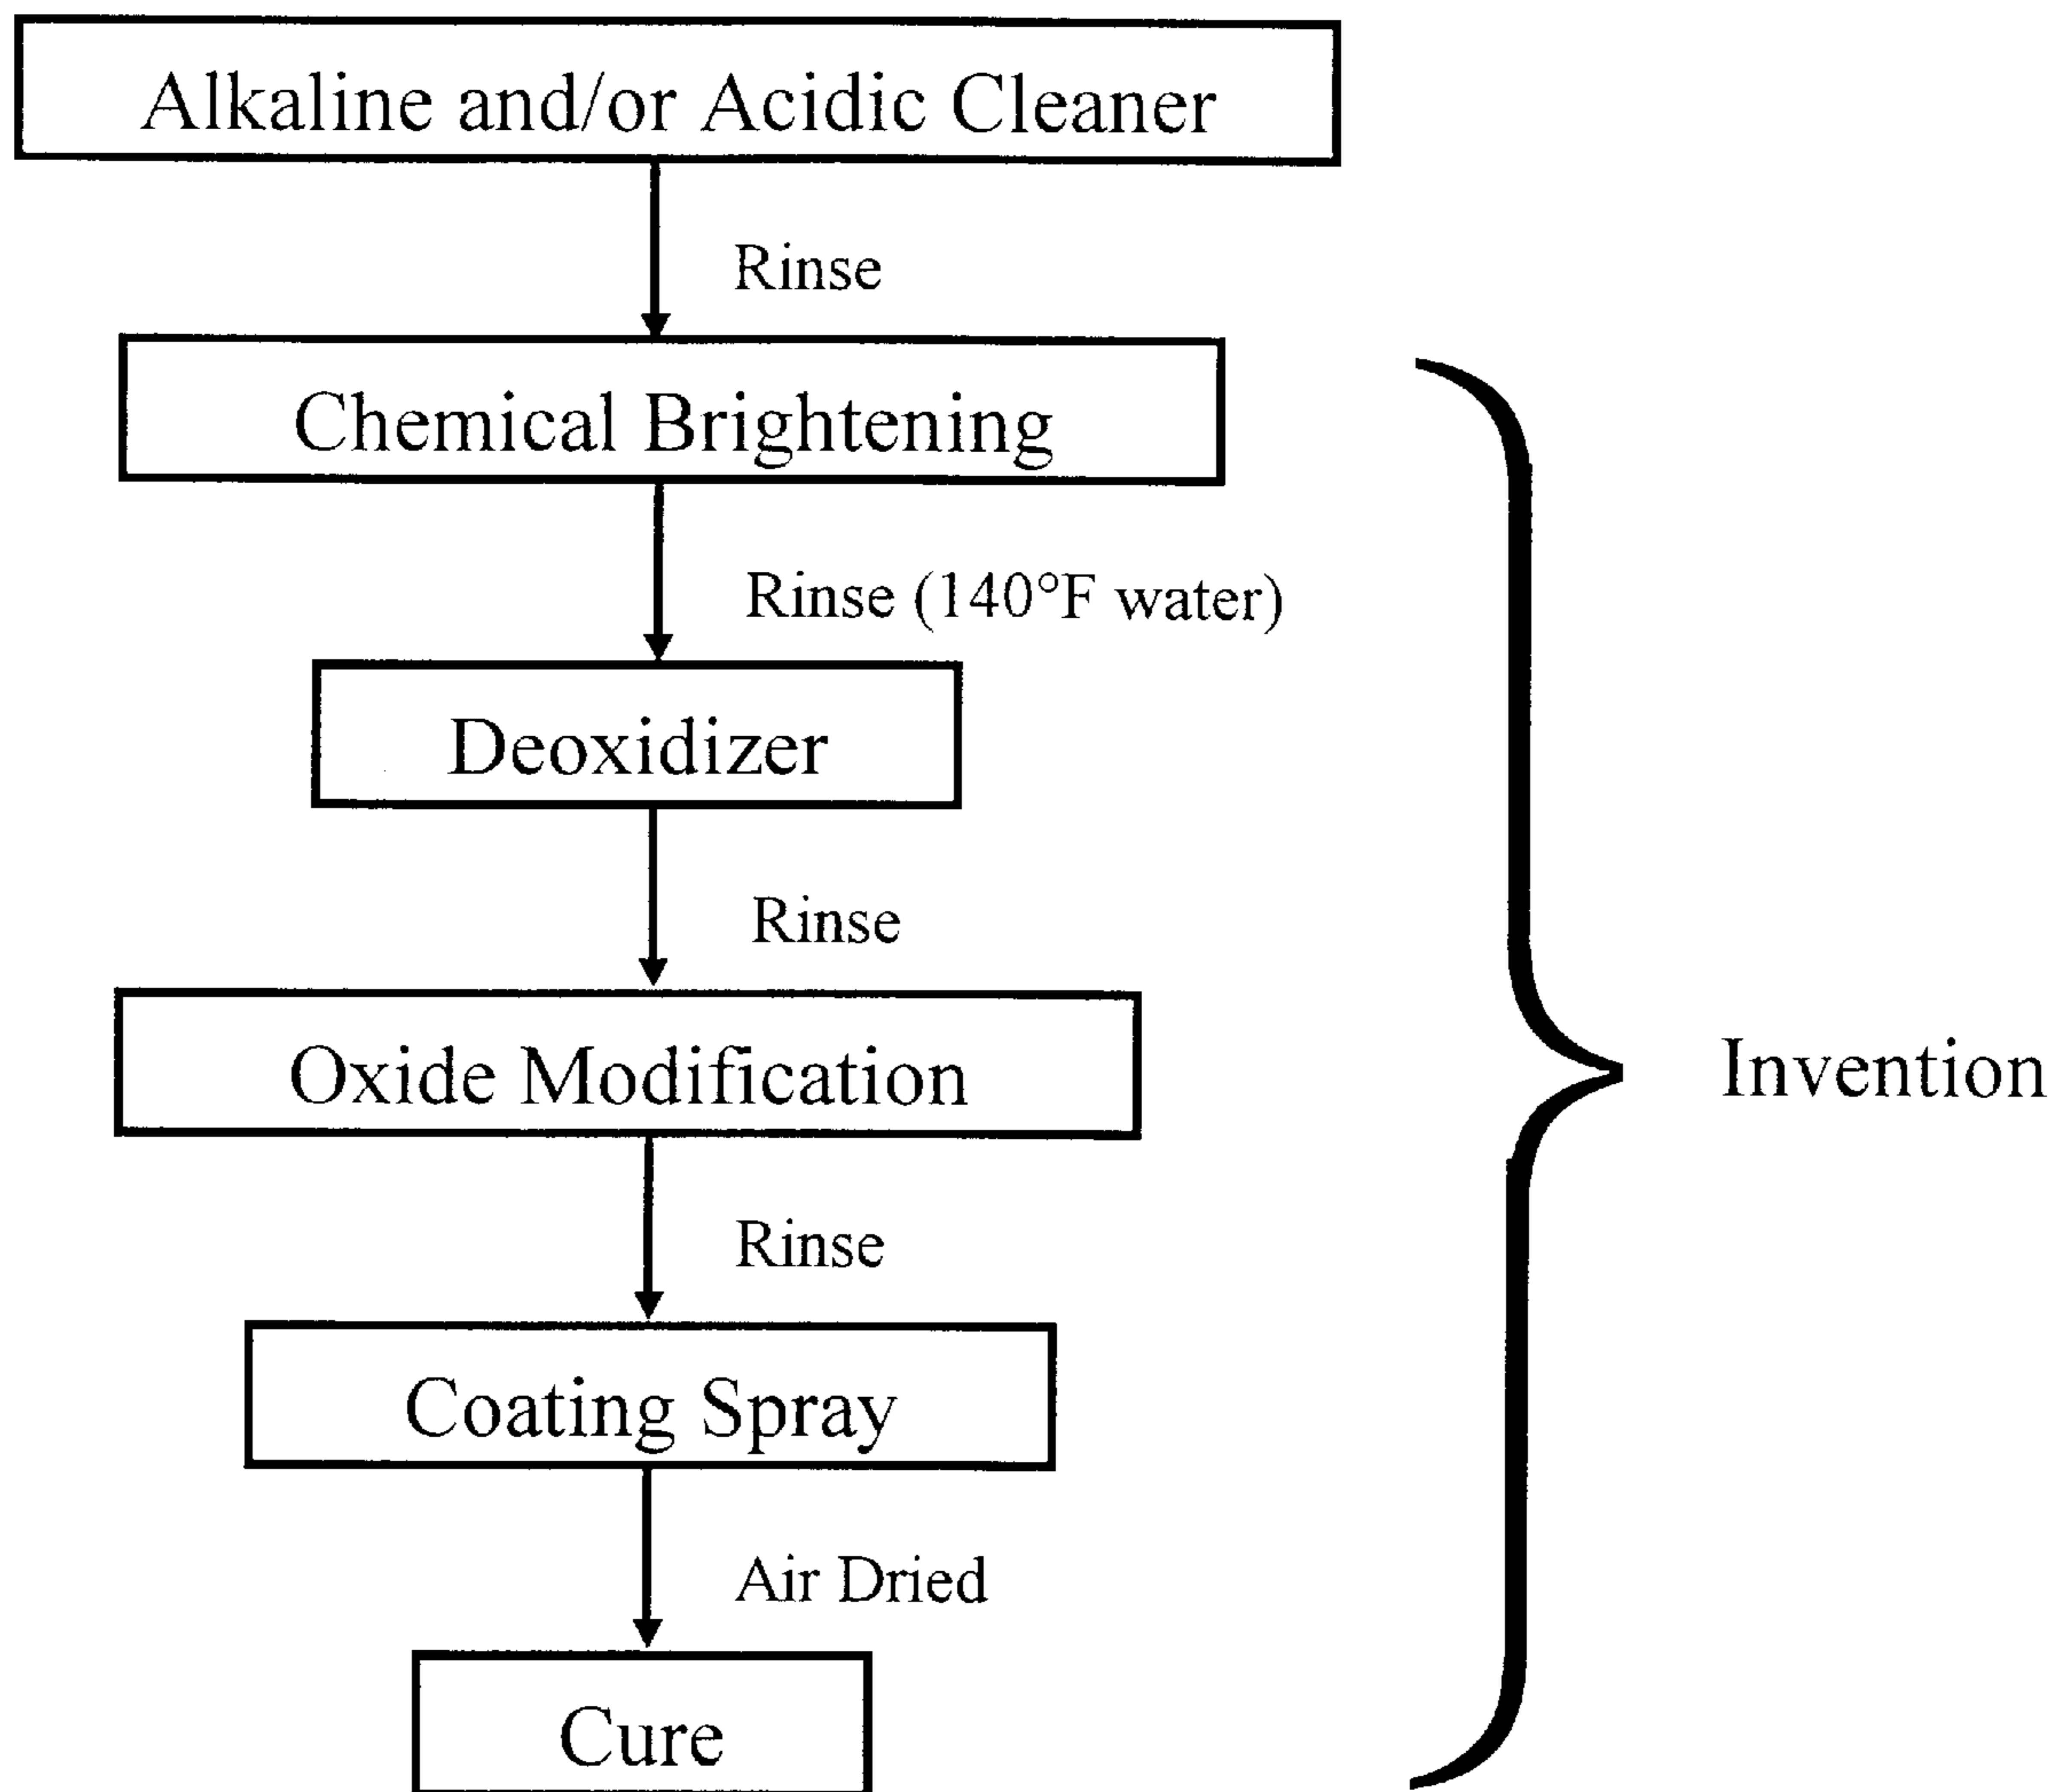 Alkaline and/or Acidic Cleaner
Rinse
Chemical Brightening
Rinse (140°F water)
Deoxidizer
Rinse
Oxide Modification
Invention
Rinse
Coating Spray
Air Dried
Cure